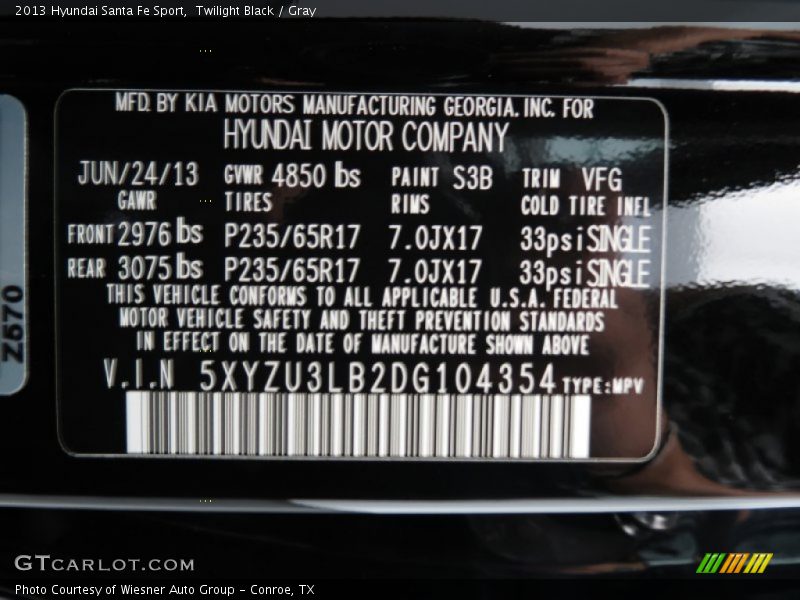 2013 Hyundai Santa Fe Sport,  Twilight Black / Gray
MFD. BY KIA MOTORS MANUFACTURING GEORGIA. INC. FOR
HYUNDAI MOTOR COMPANY
JUN/24/13 GVWR 4850 lbs PAINT S3B TRIM VFG
GAWR TIRES RIMS COLD TIRE INFL
FRONT 2976 lbs P235/65R17 7.0JX17 33psi SINGLE
REAR 3075 lbs P235/65R17 7.0JX17 33psi SINGLE
THIS VEHICLE CONFORMS TO ALL APPLICABLE U.S.A. FEDERAL
MOTOR VEHICLE SAFETY AND THEFT PREVENTION STANDARDS
IN EFFECT ON THE DATE OF MANUFACTURE SHOWN ABOVE
V.I.N 5XYZU3LB2DG104354 TYPE:MPV
Z670
GTCARLOT.COM
Photo Courtesy of Wiesner Auto Group - Conroe, TX